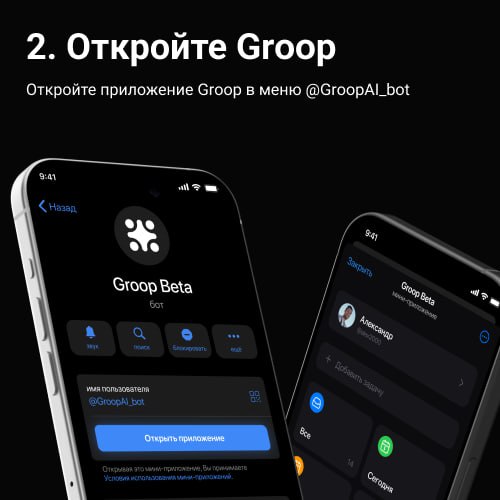 2. Откройте Groop
Откройте приложение Groop в меню @GroopAI_bot
9:41
Назад
Groop Beta
бот
звук
поиск
блокировать
ещё
имя пользователя
@GroopAI_bot
Открыть приложение
Открывая это мини-приложение, Вы принимаете
Условия использования мини-приложений.
9:41
Закрыть
Groop Beta
мини-приложение
Александр
+ Добавить задачу
Все
14
Сегодня